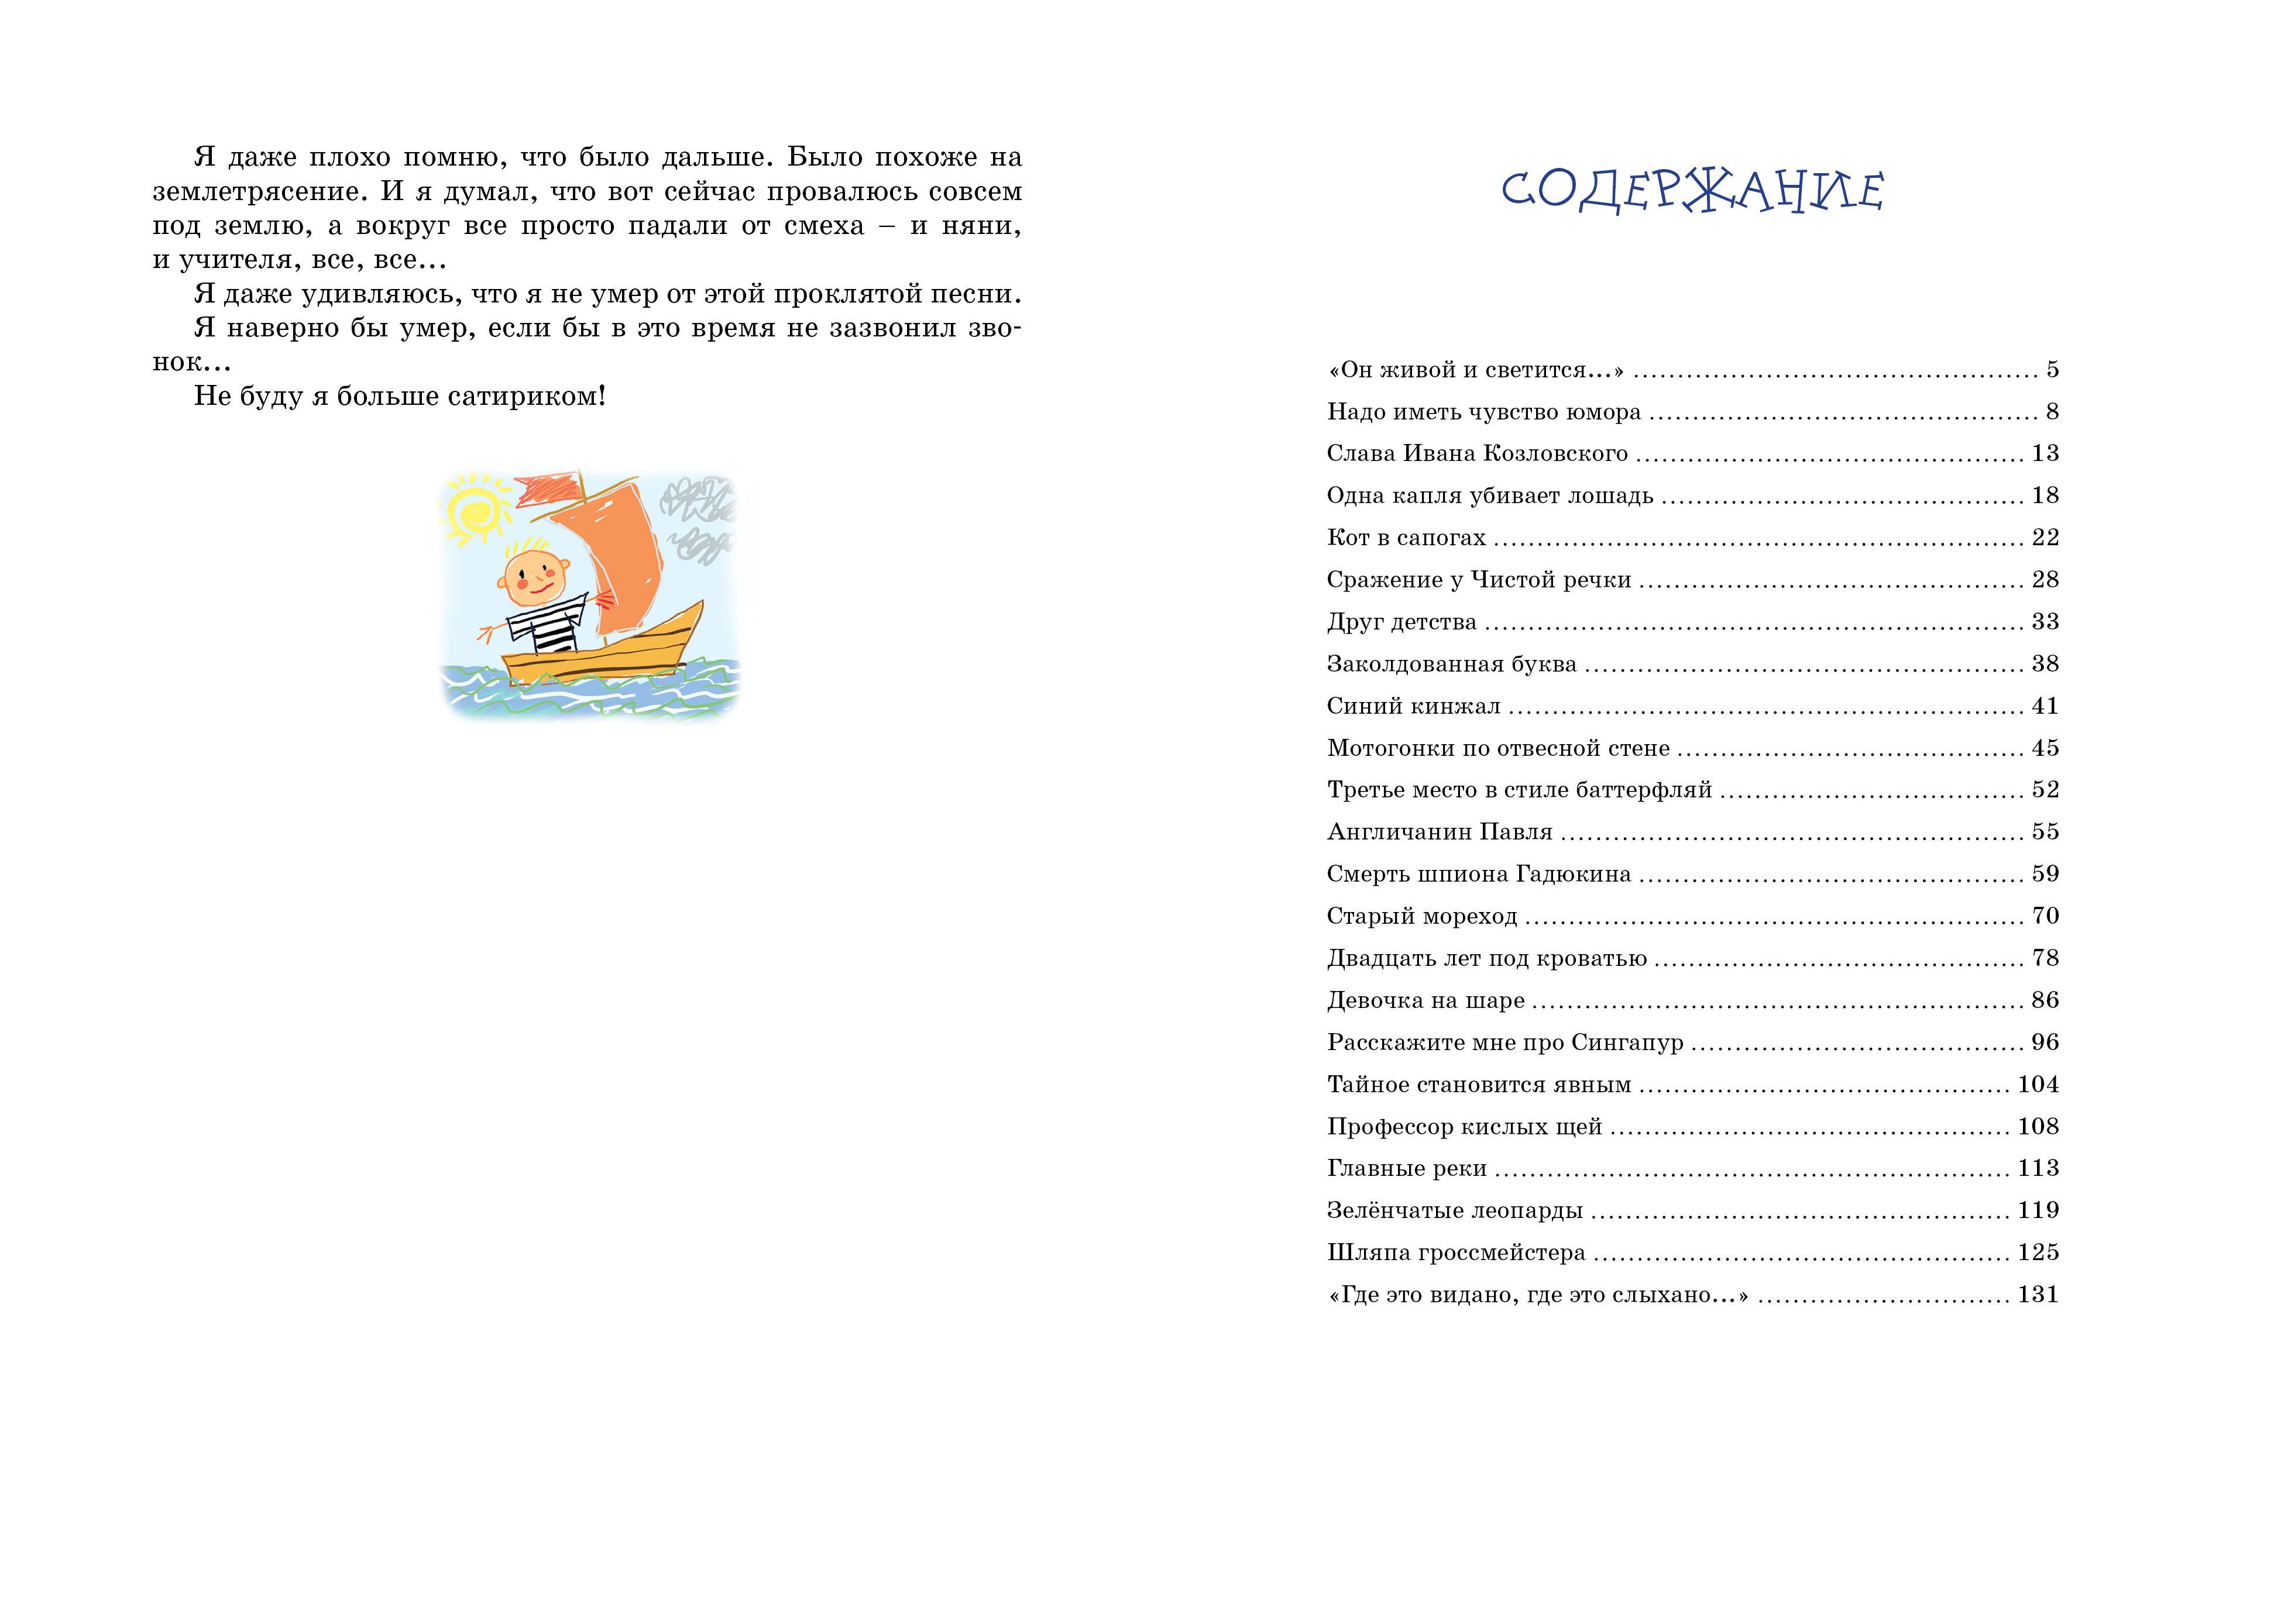 Я даже плохо помню, что было дальше. Было похоже на
землетрясение. И я думал, что вот сейчас провалюсь совсем
под землю, а вокруг все просто падали от смеха – и няни,
и учителя, все, все...
Я даже удивляюсь, что я не умер от этой проклятой песни.
Я наверно бы умер, если бы в это время не зазвонил зво-
нок...
Не буду я больше сатириком!
СОДЕРЖАНИЕ
«Он живой и светится...» ............................................. 5
Надо иметь чувство юмора ........................................... 8
Слава Ивана Козловского ........................................... 13
Одна капля убивает лошадь ........................................ 18
Кот в сапогах ........................................................... 22
Сражение у Чистой речки ........................................... 28
Друг детства ............................................................ 33
Заколдованная буква ................................................. 38
Синий кинжал ......................................................... 41
Мотогонки по отвесной стене ...................................... 45
Третье место в стиле баттерфляй .................................. 52
Англичанин Павля ................................................... 55
Смерть шпиона Гадюкина ........................................... 59
Старый мореход ....................................................... 70
Двадцать лет под кроватью ......................................... 78
Девочка на шаре ...................................................... 86
Расскажите мне про Сингапур ..................................... 96
Тайное становится явным ......................................... 104
Профессор кислых щей ............................................ 108
Главные реки ......................................................... 113
Зелёнчатые леопарды .............................................. 119
Шляпа гроссмейстера .............................................. 125
«Где это видано, где это слыхано...» ............................ 131